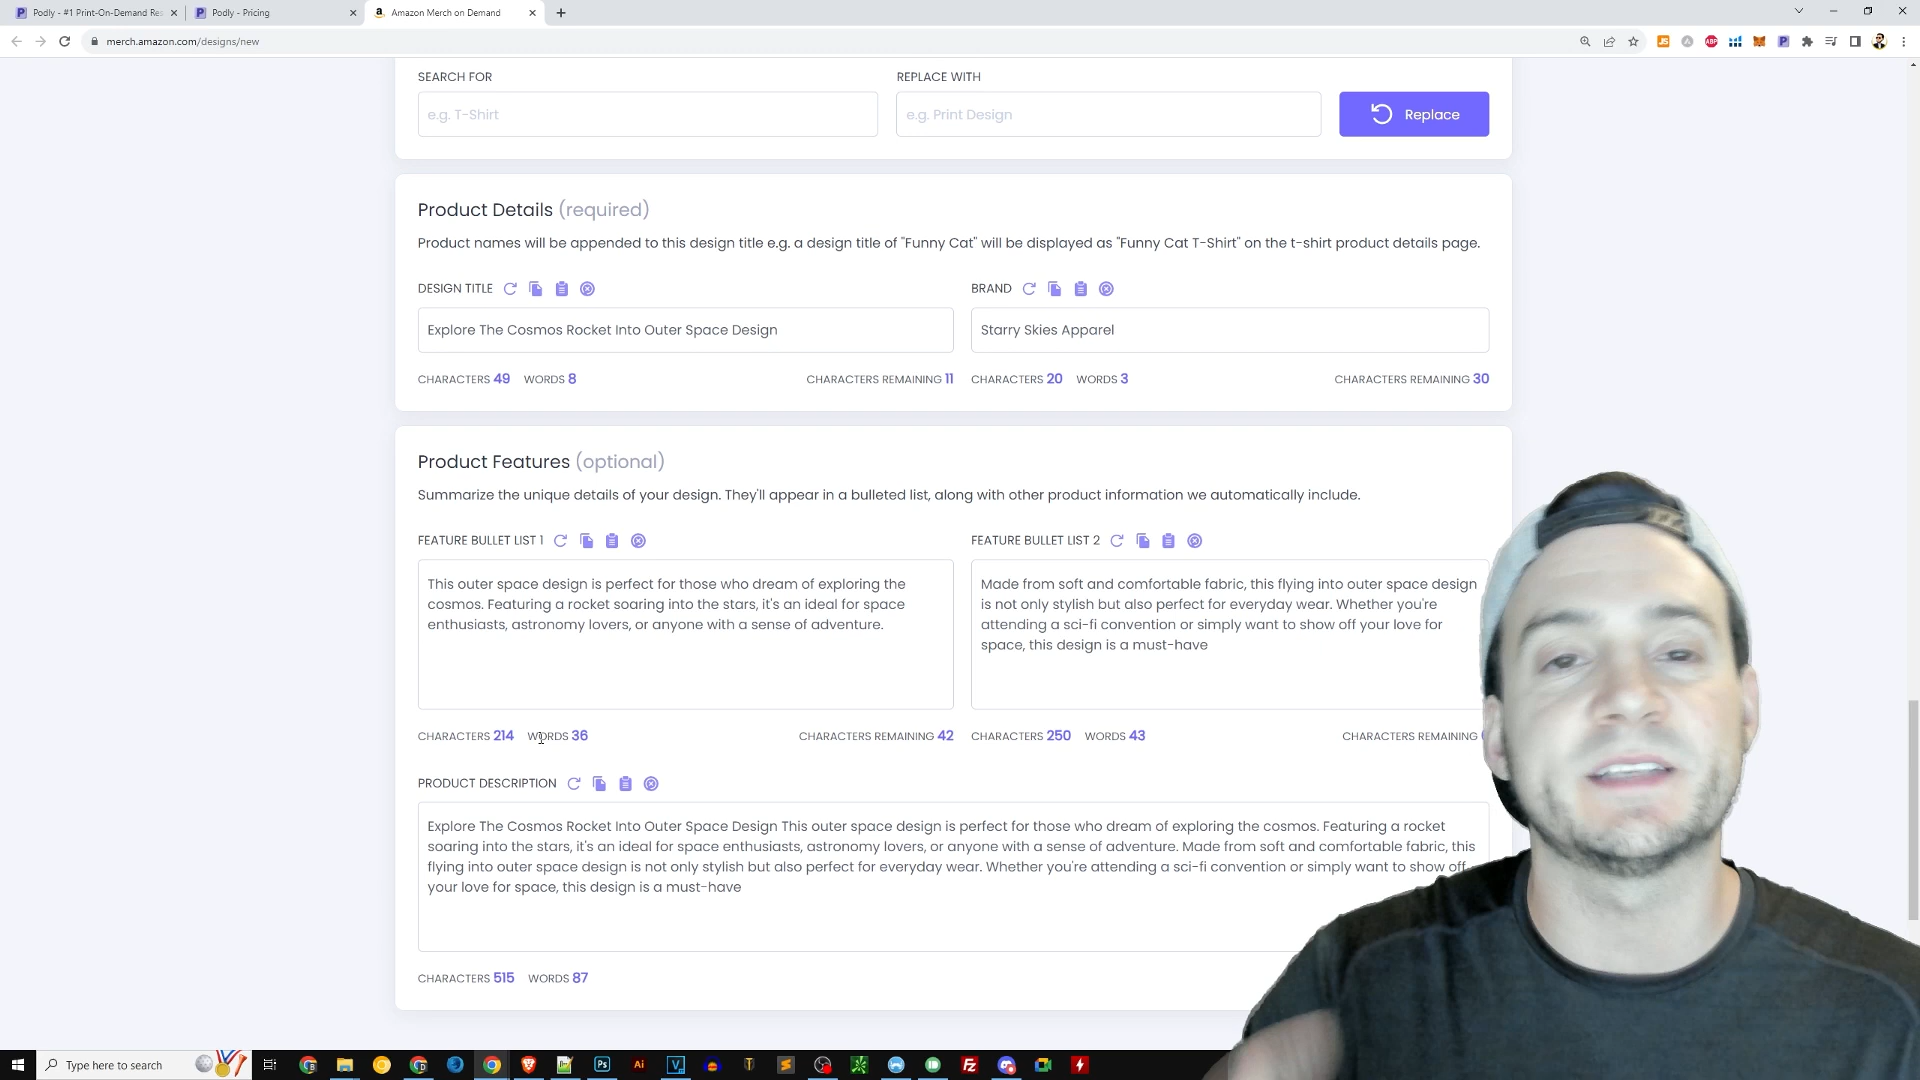 Podly - #1 Print-On-Demand Res
Podly - Pricing
Amazon Merch on Demand
merch.amazon.com/designs/new
SEARCH FOR
REPLACE WITH
e.g. T-Shirt
e.g. Print Design
Replace
Product Details (required)
Product names will be appended to this design title e.g. a design title of "Funny Cat" will be displayed as "Funny Cat T-Shirt" on the t-shirt product details page.
DESIGN TITLE
BRAND
Explore The Cosmos Rocket Into Outer Space Design
Starry Skies Apparel
CHARACTERS 49 WORDS 8 CHARACTERS REMAINING 11
CHARACTERS 20 WORDS 3 CHARACTERS REMAINING 30
Product Features (optional)
Summarize the unique details of your design. They'll appear in a bulleted list, along with other product information we automatically include.
FEATURE BULLET LIST 1
This outer space design is perfect for those who dream of exploring the
cosmos. Featuring a rocket soaring into the stars, it's an ideal for space
enthusiasts, astronomy lovers, or anyone with a sense of adventure.
CHARACTERS 214 WORDS 36 CHARACTERS REMAINING 42
FEATURE BULLET LIST 2
Made from soft and comfortable fabric, this flying into outer space design
is not only stylish but also perfect for everyday wear. Whether you're
attending a sci-fi convention or simply want to show off your love for
space, this design is a must-have
CHARACTERS 250 WORDS 43 CHARACTERS REMAINING
PRODUCT DESCRIPTION
Explore The Cosmos Rocket Into Outer Space Design This outer space design is perfect for those who dream of exploring the cosmos. Featuring a rocket
soaring into the stars, it's an ideal for space enthusiasts, astronomy lovers, or anyone with a sense of adventure. Made from soft and comfortable fabric, this
flying into outer space design is not only stylish but also perfect for everyday wear. Whether you're attending a sci-fi convention or simply want to show off
your love for space, this design is a must-have
CHARACTERS 515 WORDS 87
Type here to search